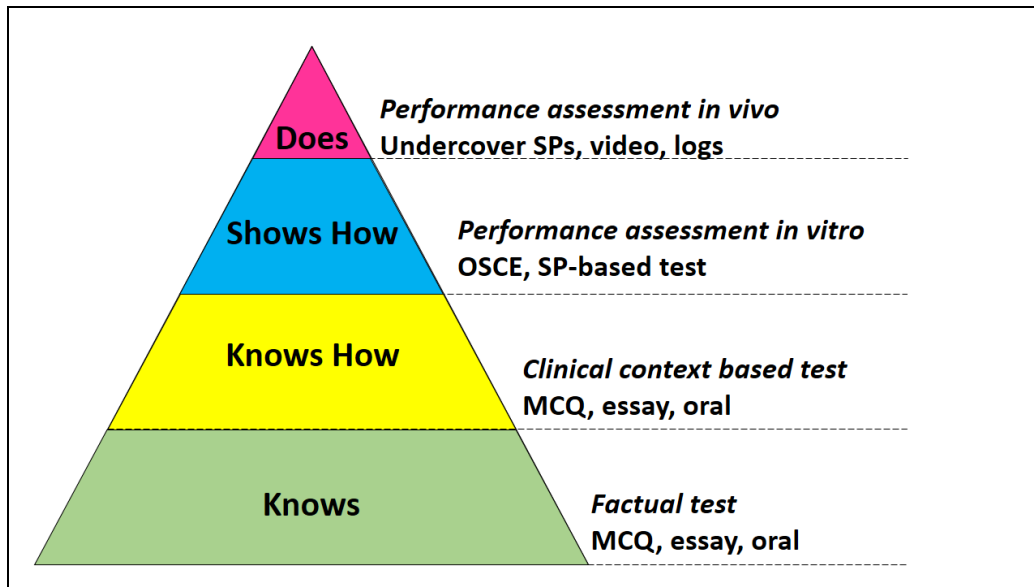 Does
Performance assessment in vivo
Undercover SPs, video, logs
Shows How
Performance assessment in vitro
OSCE, SP-based test
Knows How
Clinical context based test
MCQ, essay, oral
Knows
Factual test
MCQ, essay, oral